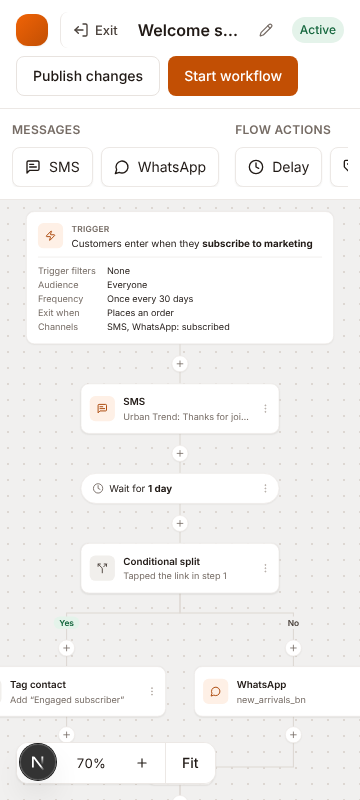 Exit
Welcome s...
Active
Publish changes
Start workflow
MESSAGES
FLOW ACTIONS
SMS
WhatsApp
Delay
TRIGGER
Customers enter when they subscribe to marketing
Trigger filters None
Audience Everyone
Frequency Once every 30 days
Exit when Places an order
Channels SMS, WhatsApp: subscribed
SMS
Urban Trend: Thanks for joi...
Wait for 1 day
Conditional split
Tapped the link in step 1
Yes
No
Tag contact
Add “Engaged subscriber”
WhatsApp
new_arrivals_bn
N
70%
+
Fit